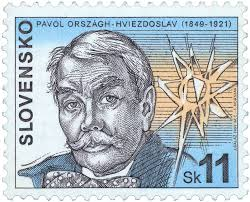 PAVOL ORSZÁGH-HVIEZDOSLAV (1849-1921)
SLOVENSKO
Sk 11